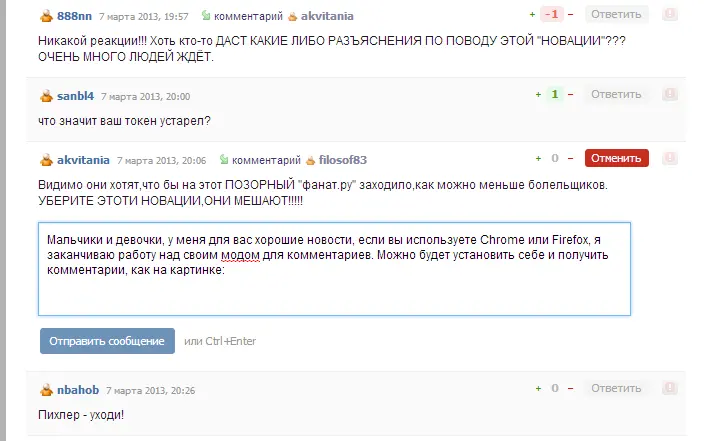 888nn 7 марта 2013, 19:57 комментарий akvitania + -1 − Ответить
Никакой реакции!!! Хоть кто-то ДАСТ КАКИЕ ЛИБО РАЗЪЯСНЕНИЯ ПО ПОВОДУ ЭТОЙ "НОВАЦИИ"???
ОЧЕНЬ МНОГО ЛЮДЕЙ ЖДЁТ.
sanbl4 7 марта 2013, 20:00 + 1 − Ответить
что значит ваш токен устарел?
akvitania 7 марта 2013, 20:06 комментарий filosof83 + 0 − Отменить
Видимо они хотят,что бы на этот ПОЗОРНЫЙ "фанат.ру" заходило,как можно меньше болельщиков.
УБЕРИТЕ ЭТОТИ НОВАЦИИ,ОНИ МЕШАЮТ!!!!!
Мальчики и девочки, у меня для вас хорошие новости, если вы используете Chrome или Firefox, я
заканчиваю работу над своим модом для комментариев. Можно будет установить себе и получить
комментарии, как на картинке:
Отправить сообщение или Ctrl+Enter
nbahob 7 марта 2013, 20:26 + 0 − Ответить
Пихлер - уходи!